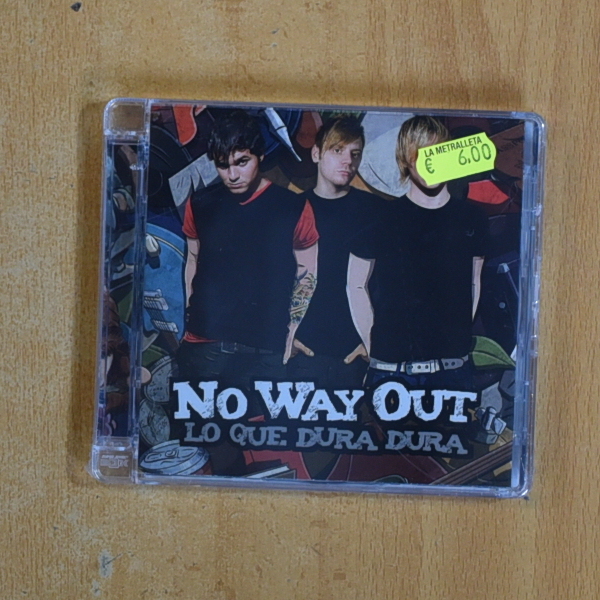 LA METRALLETA
€ 6.00
NO WAY OUT
LO QUE DURA DURA